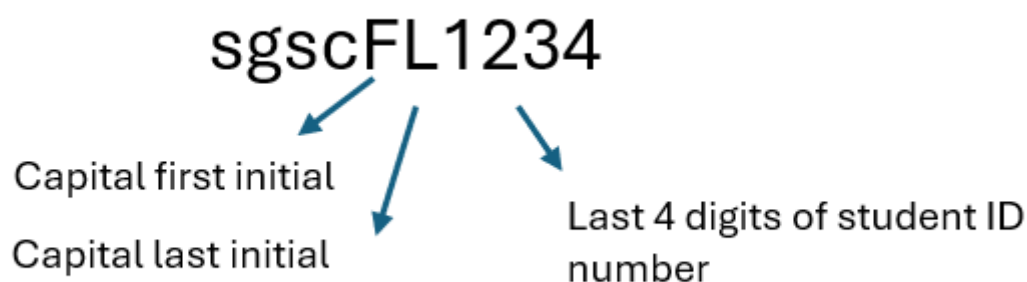 sgscFL1234
Capital first initial
Capital last initial
Last 4 digits of student ID
number